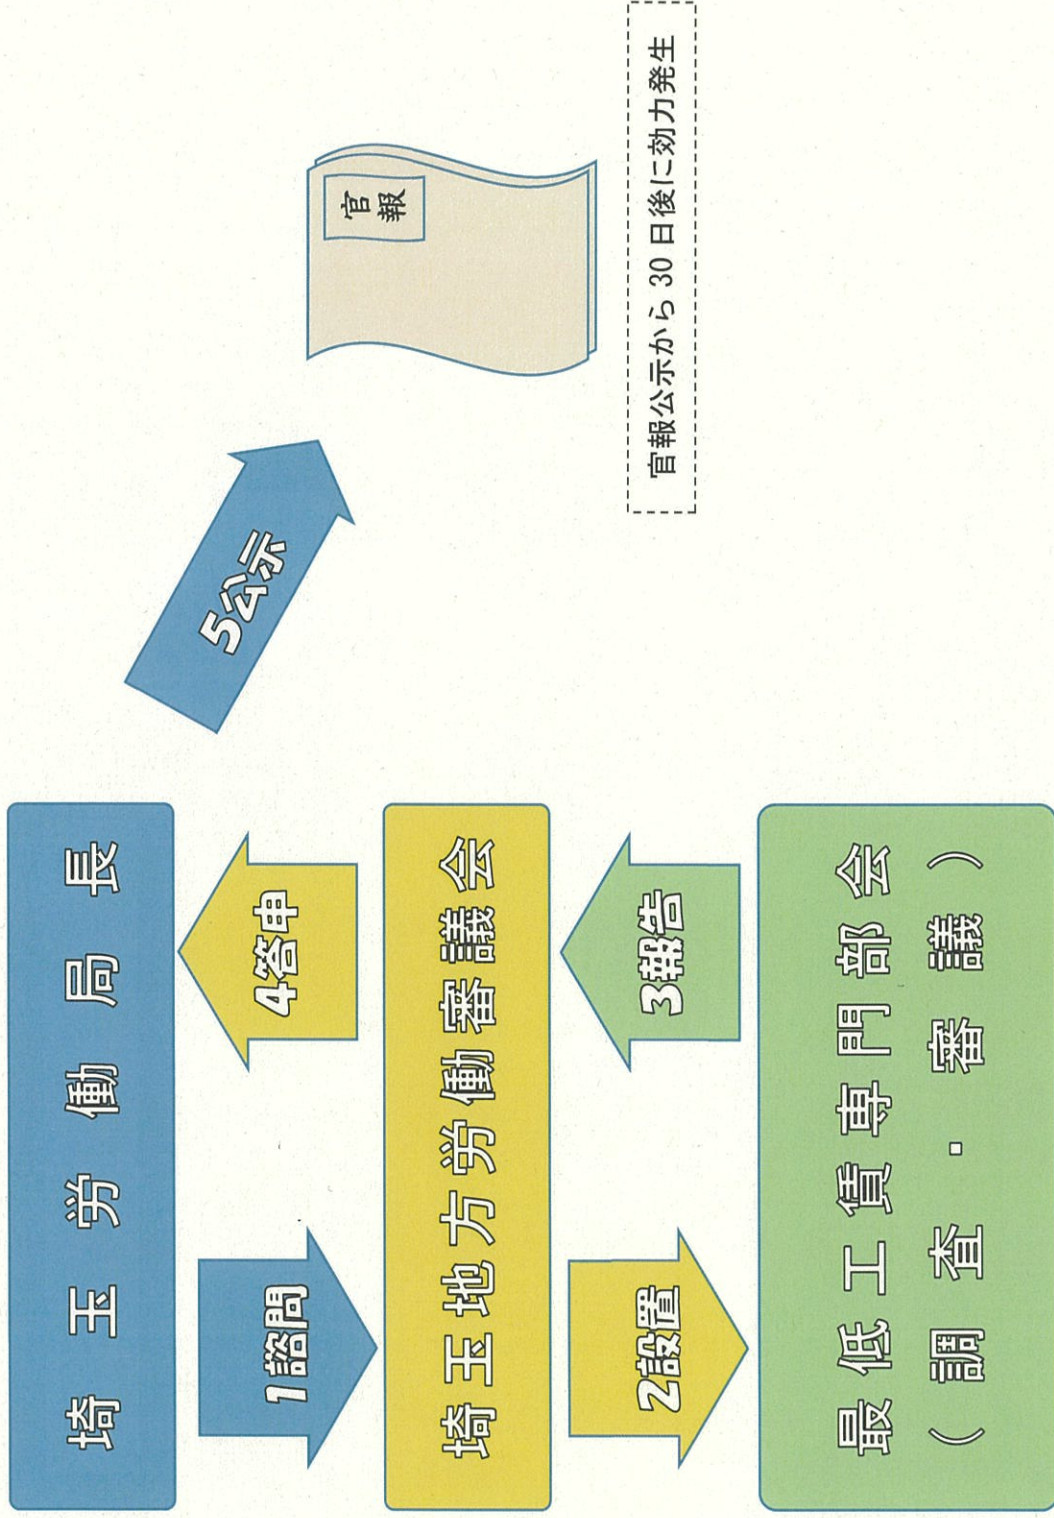 埼玉労働局長
1諮問
4答申
5公示
官報
埼玉地方労働審議会
2設置
3報告
官報公示から 30 日後に効力発生
最低工賃専門部会
(調査・審議)